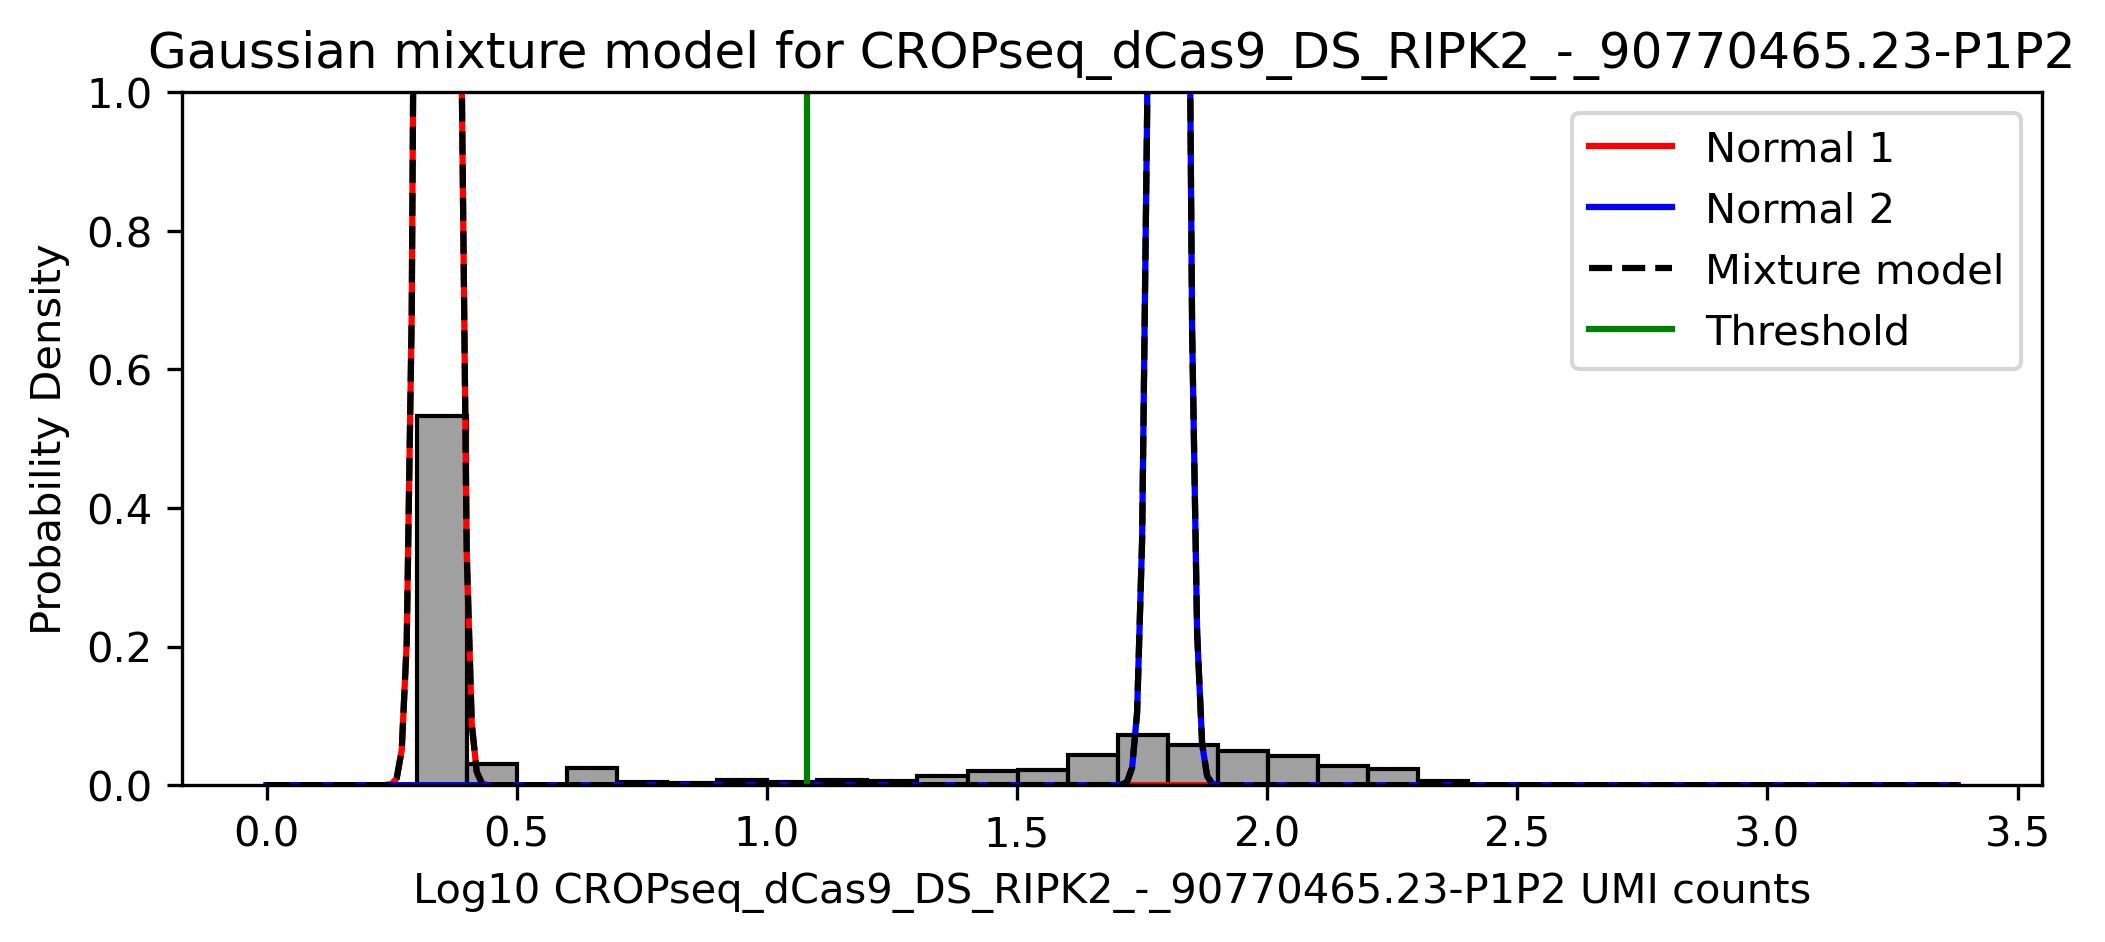 Gaussian mixture model for CROPseq_dCas9_DS_RIPK2_-_90770465.23-P1P2
1.0
0.8
0.6
0.4
0.2
0.0
Probability Density
Normal 1
Normal 2
Mixture model
Threshold
0.0 0.5 1.0 1.5 2.0 2.5 3.0 3.5
Log10 CROPseq_dCas9_DS_RIPK2_-_90770465.23-P1P2 UMI counts